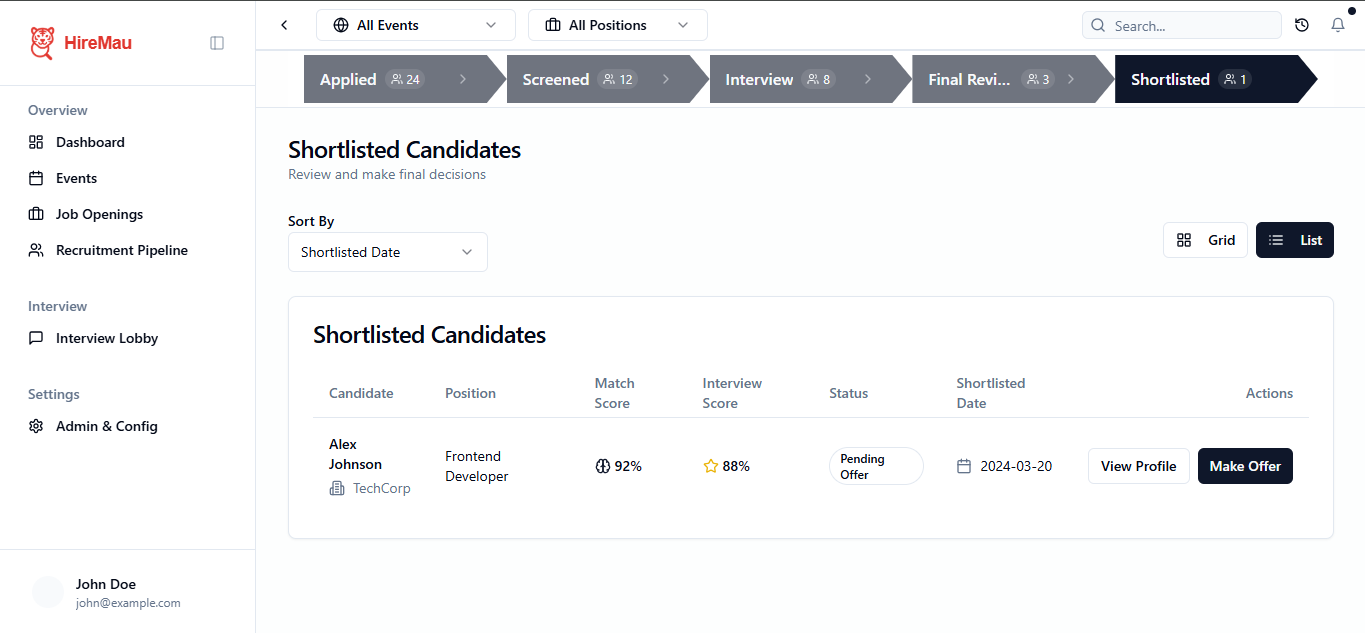 HireMau
All Events
All Positions
Search...
Applied 24
Screened 12
Interview 8
Final Revi... 3
Shortlisted 1
Overview
Dashboard
Events
Job Openings
Recruitment Pipeline
Interview
Interview Lobby
Settings
Admin & Config
John Doe
john@example.com
Shortlisted Candidates
Review and make final decisions
Sort By
Shortlisted Date
Grid
List
Shortlisted Candidates
Candidate
Position
Match
Score
Interview
Score
Status
Shortlisted
Date
Actions
Alex
Johnson
TechCorp
Frontend
Developer
92%
88%
Pending
Offer
2024-03-20
View Profile
Make Offer